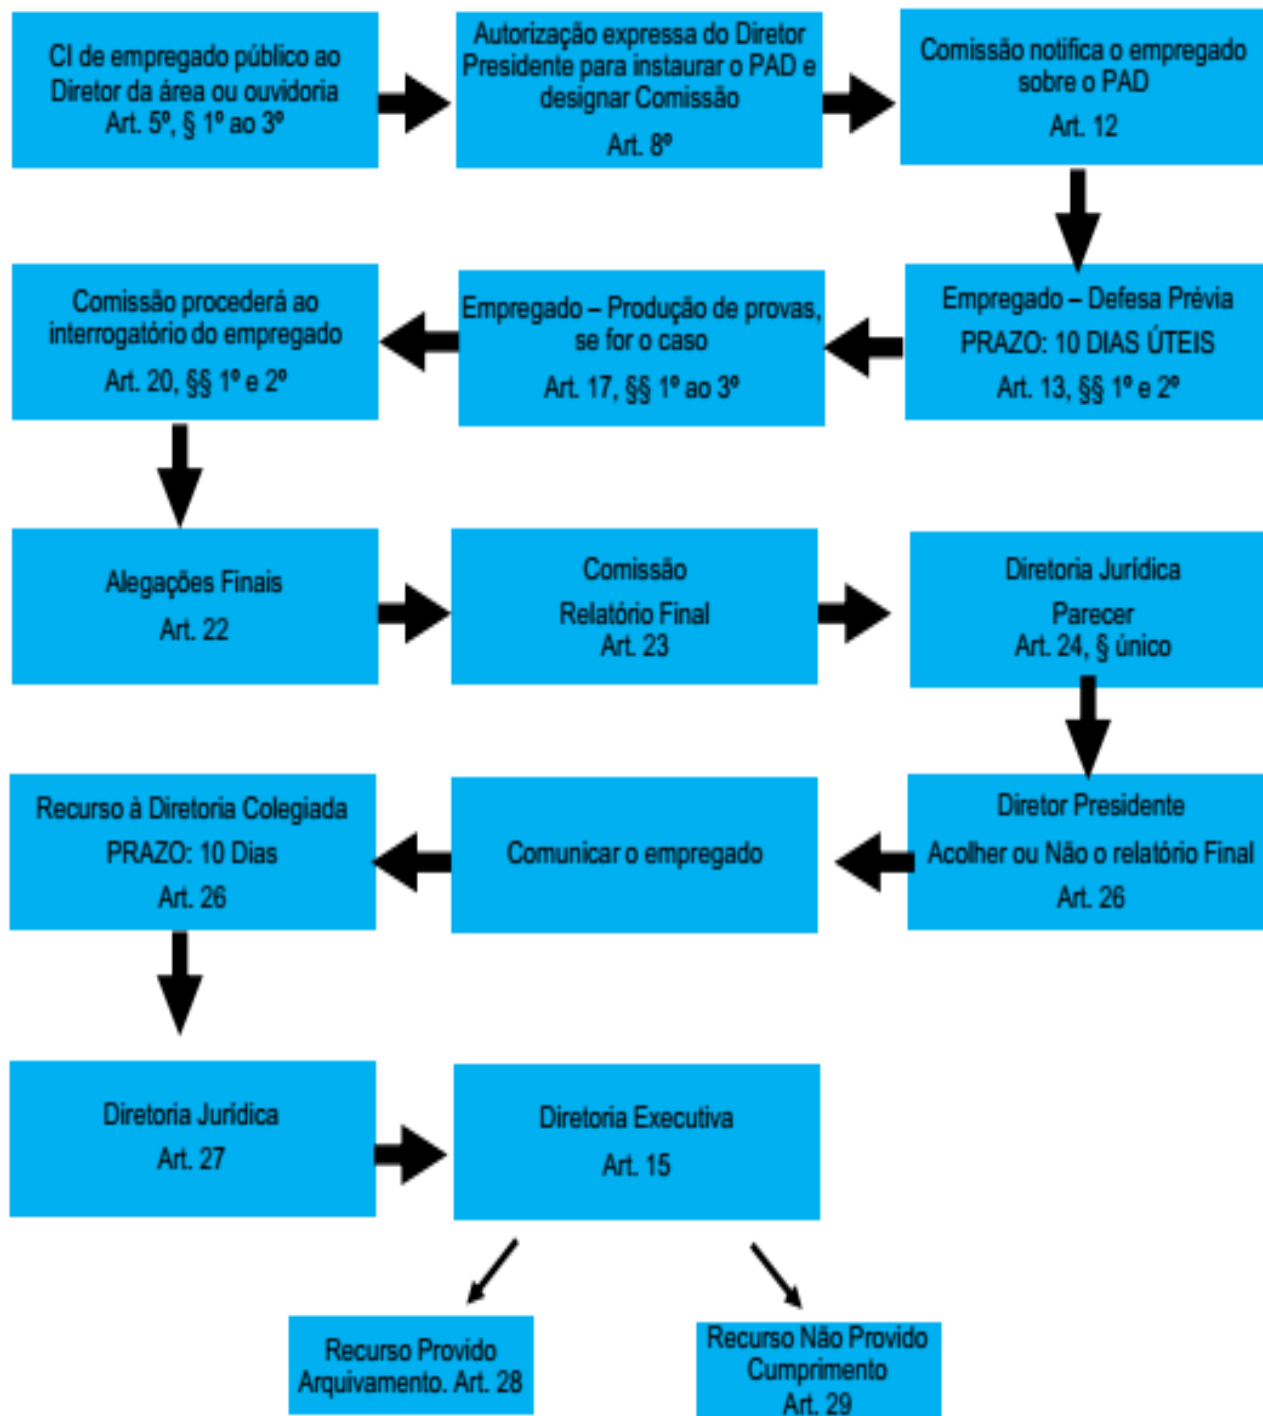 CI de empregado público ao
Diretor da área ou ouvidoria
Art. 5º, § 1º ao 3º
Autorização expressa do Diretor
Presidente para instaurar o PAD e
designar Comissão
Art. 8º
Comissão notifica o empregado
sobre o PAD
Art. 12
Empregado – Defesa Prévia
PRAZO: 10 DIAS ÚTEIS
Art. 13, §§ 1º e 2º
Empregado – Produção de provas,
se for o caso
Art. 17, §§ 1º ao 3º
Comissão procederá ao
interrogatório do empregado
Art. 20, §§ 1º e 2º
Alegações Finais
Art. 22
Comissão
Relatório Final
Art. 23
Diretoria Jurídica
Parecer
Art. 24, § único
Diretor Presidente
Acolher ou Não o relatório Final
Art. 26
Comunicar o empregado
Recurso à Diretoria Colegiada
PRAZO: 10 Dias
Art. 26
Diretoria Jurídica
Art. 27
Diretoria Executiva
Art. 15
Recurso Provido
Arquivamento. Art. 28
Recurso Não Provido
Cumprimento
Art. 29